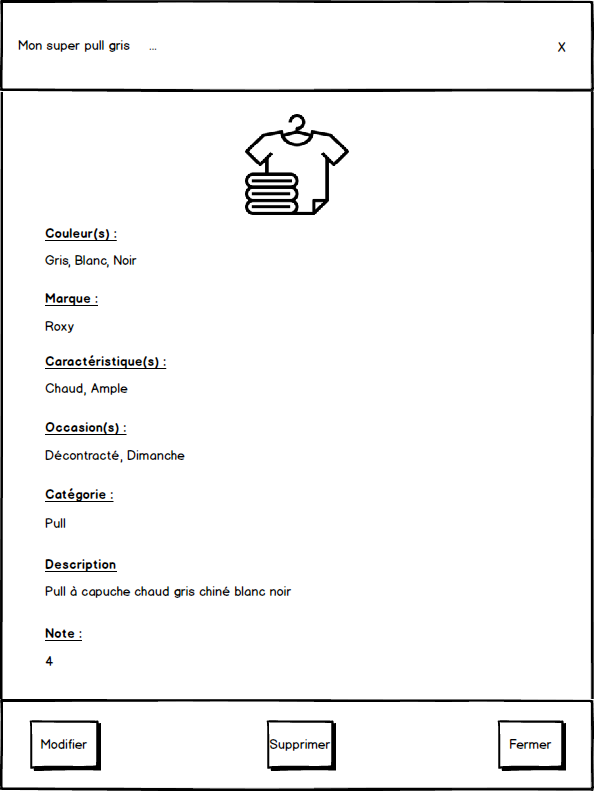 Mon super pull gris ...
X
Couleur(s) :
Gris, Blanc, Noir
Marque :
Roxy
Caractéristique(s) :
Chaud, Ample
Occasion(s) :
Décontracté, Dimanche
Catégorie :
Pull
Description
Pull à capuche chaud gris chiné blanc noir
Note :
4
Modifier
Supprimer
Fermer